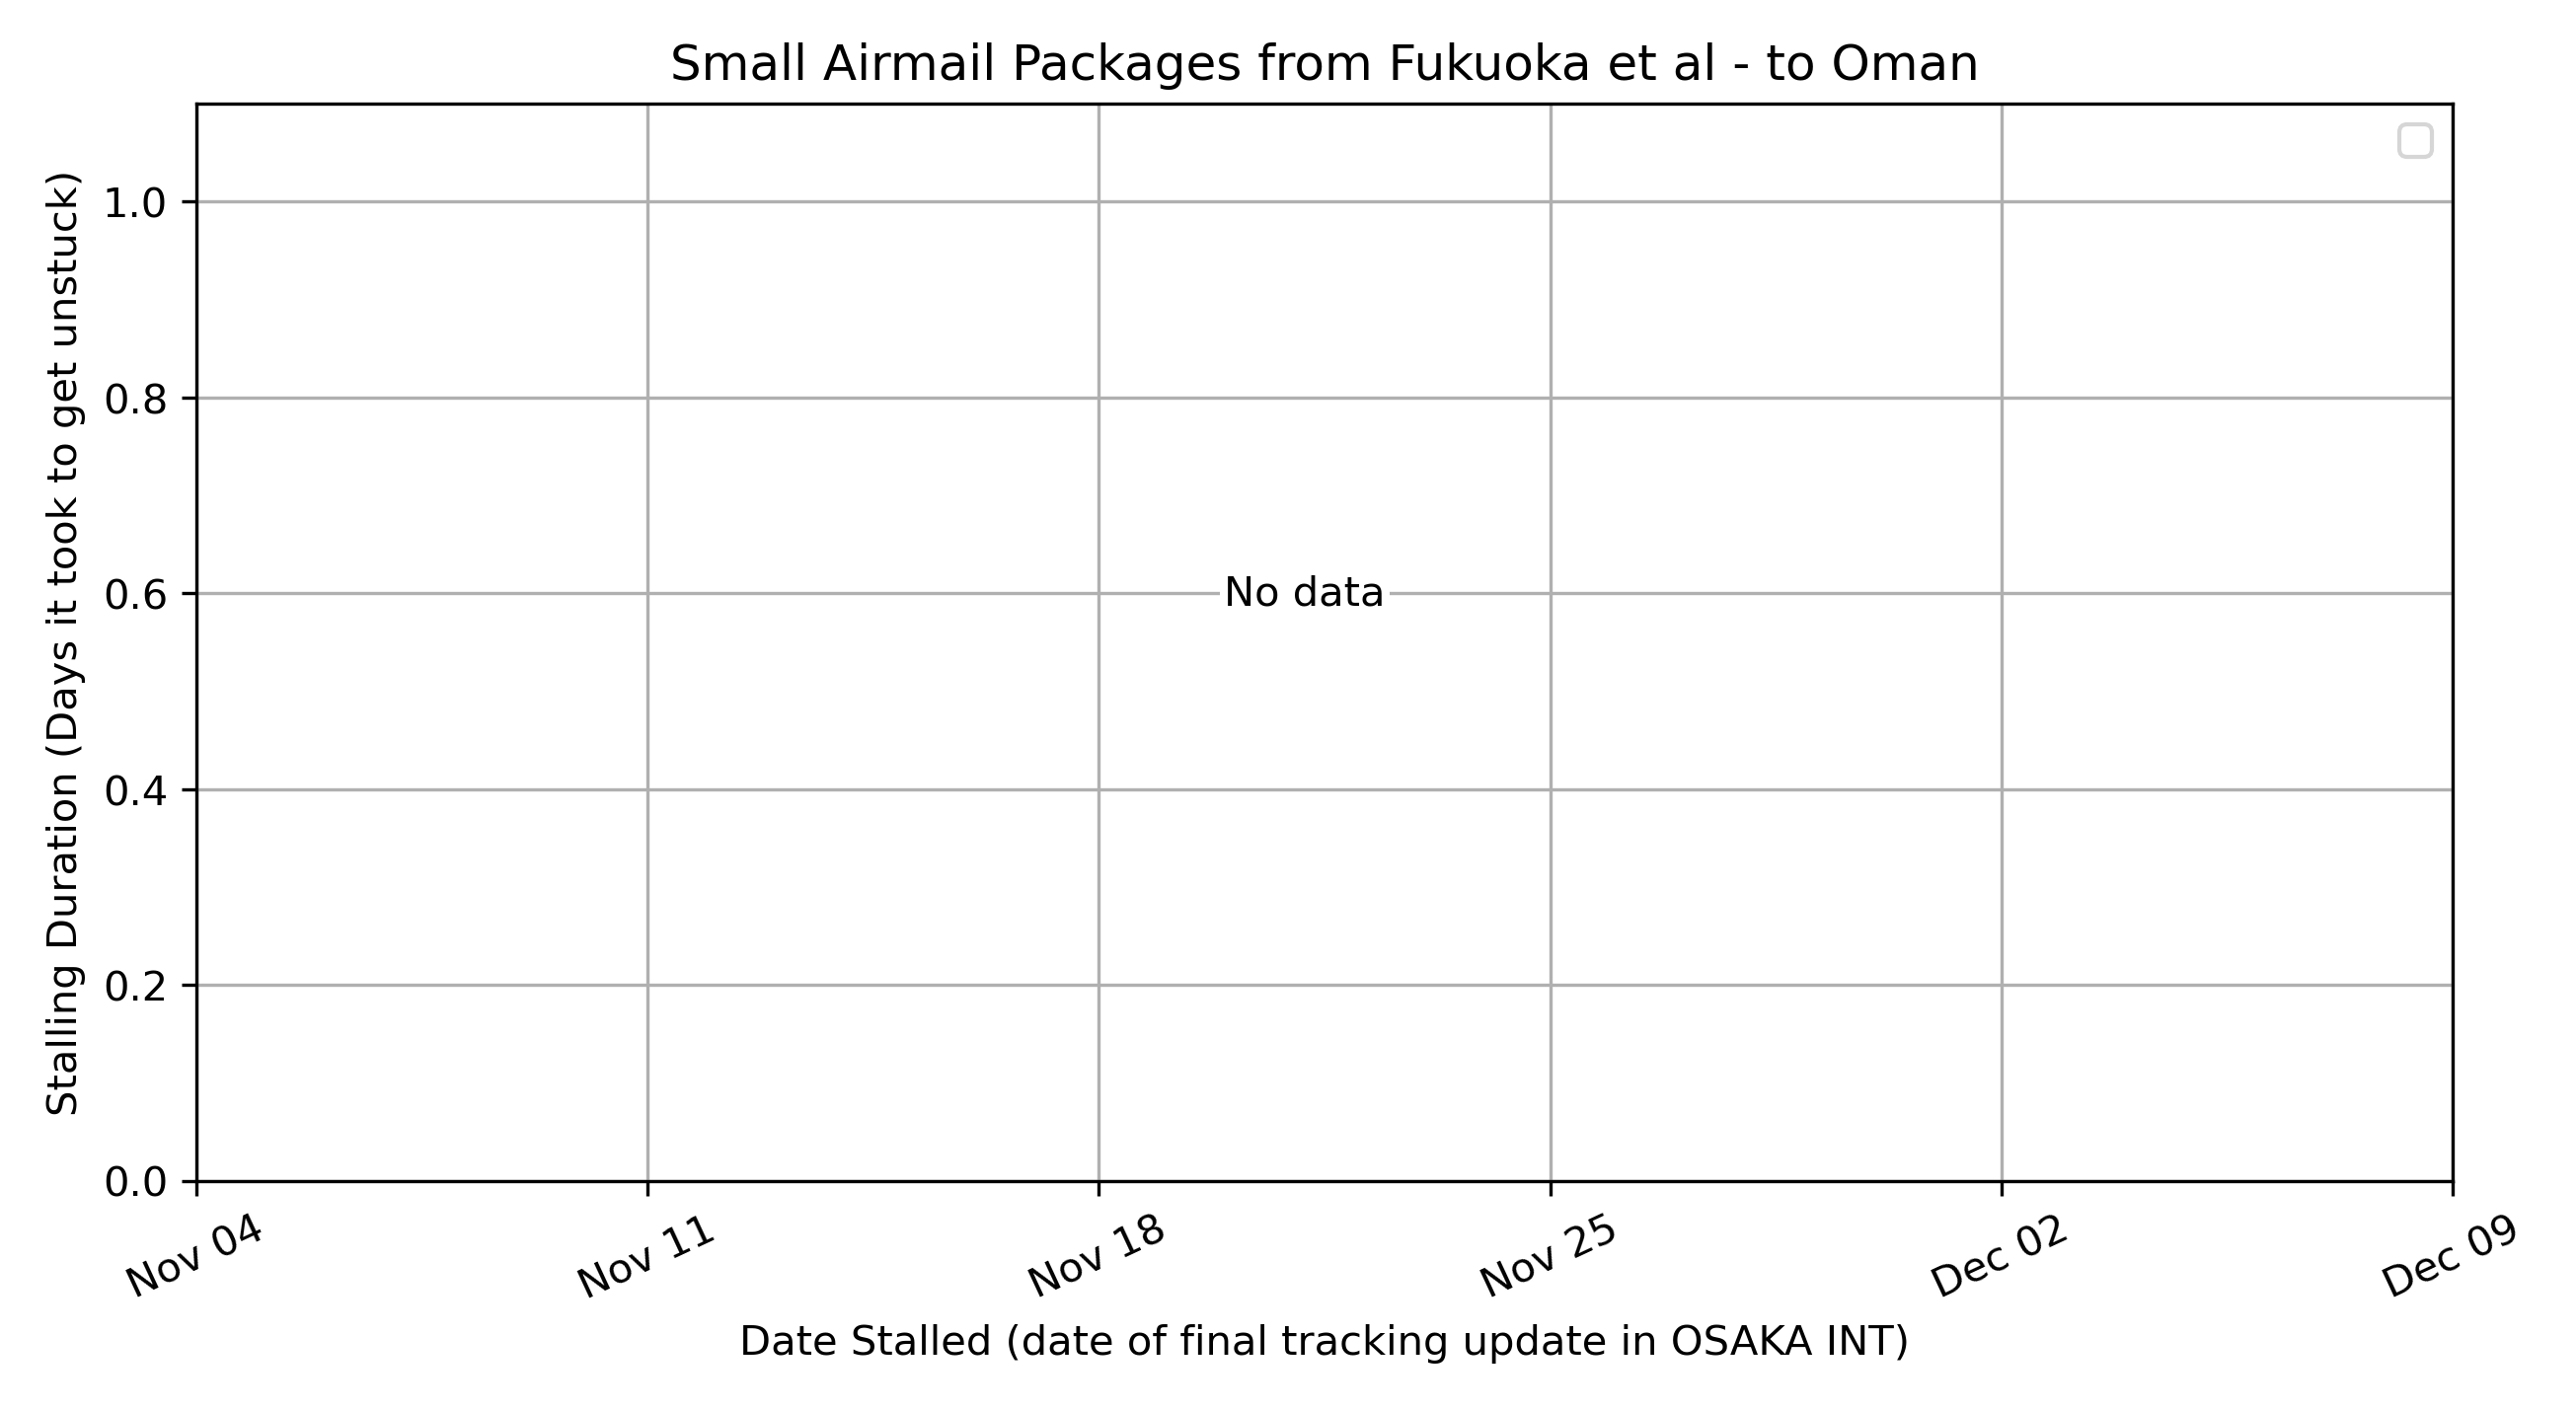 Small Airmail Packages from Fukuoka et al - to Oman
Stalling Duration (Days it took to get unstuck)
1.0
0.8
0.6
0.4
0.2
0.0
No data
Nov 04
Nov 11
Nov 18
Nov 25
Dec 02
Dec 09
Date Stalled (date of final tracking update in OSAKA INT)